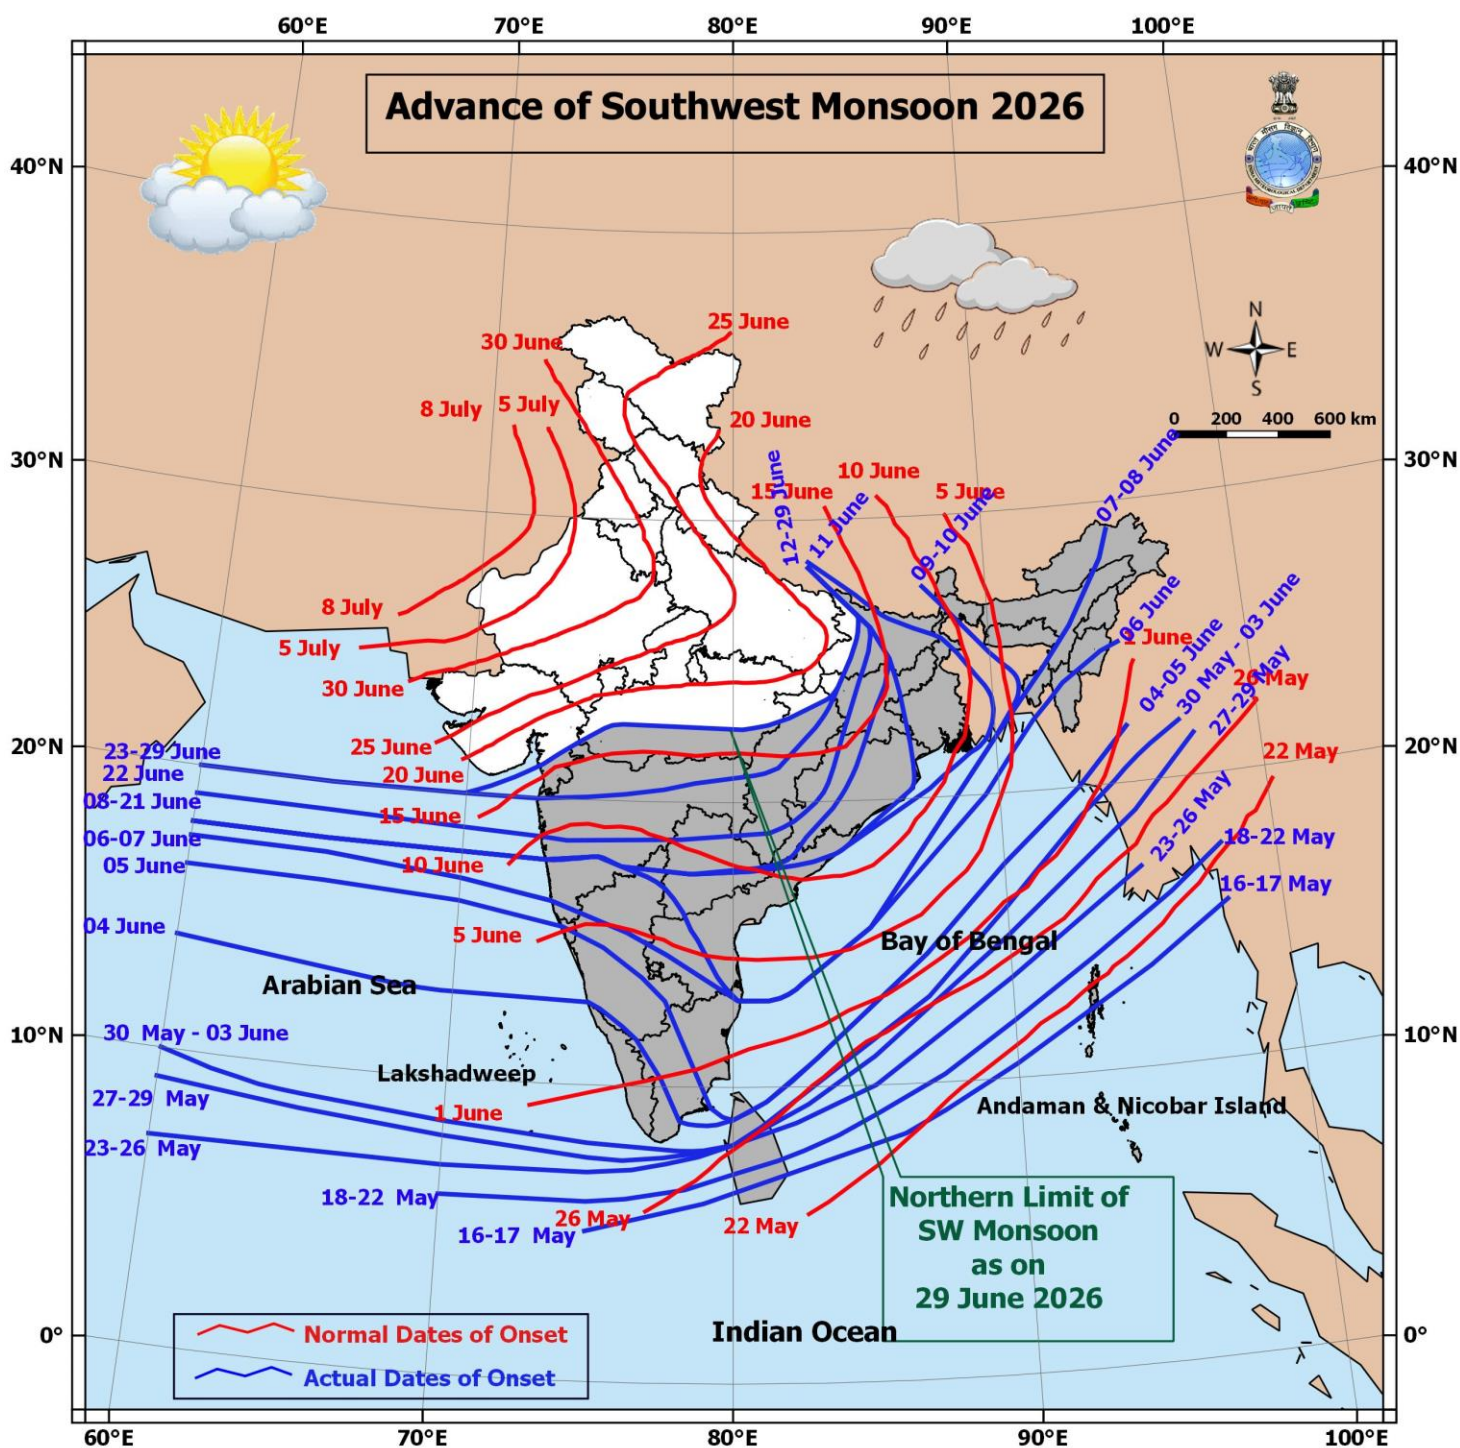 60°E 70°E 80°E 90°E 100°E
Advance of Southwest Monsoon 2026
40°N 40°N
N
W E
S
25 June
30 June
8 July 5 July
0 200 400 600 km
20 June
30°N 30°N
12-29 June
15 June
11 June
10 June
09-10 June
5 June
07-08 June
8 July
5 July
30 June
25 June
20 June
15 June
10 June
5 June
1 June
06 June
1 June
04-05 June
30 May - 03 June
27-29 May
26 May
22 May
23-26 May
18-22 May
16-17 May
20°N 20°N
23-29 June
22 June
08-21 June
06-07 June
05 June
04 June
Arabian Sea
Bay of Bengal
10°N 10°N
30 May - 03 June
Lakshadweep
27-29 May
Andaman & Nicobar Island
23-26 May
18-22 May
16-17 May
26 May
22 May
Northern Limit of
SW Monsoon
as on
29 June 2026
Indian Ocean
0° 0°
Normal Dates of Onset
Actual Dates of Onset
60°E 70°E 80°E 90°E 100°E